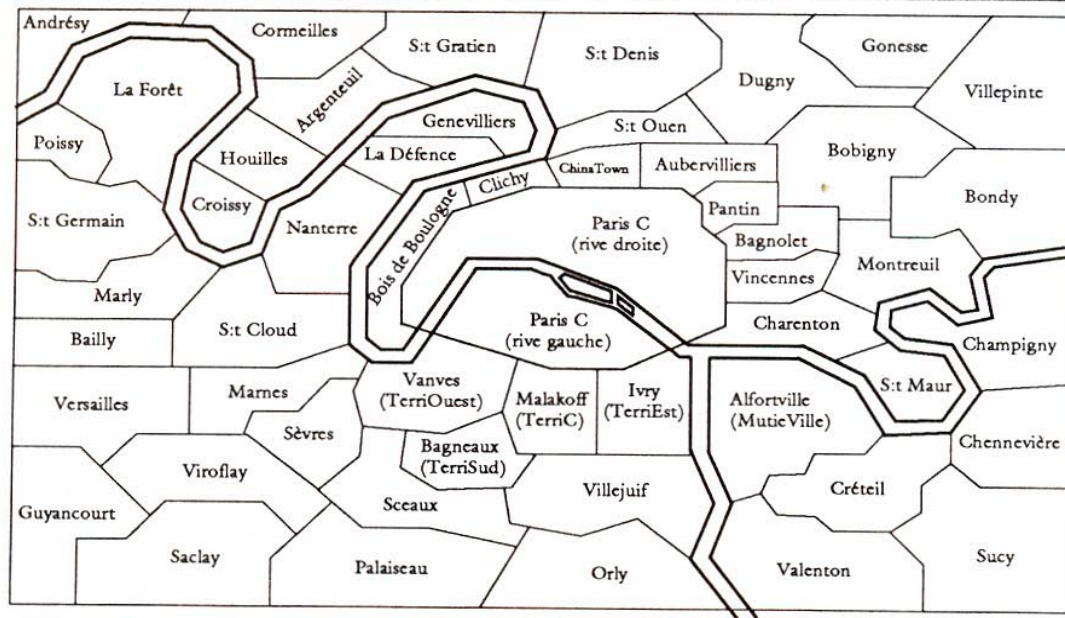 Andrésy
Cormeilles
S:t Gratien
S:t Denis
Gonesse
Dugny
Villepinte
La Forêt
Argenteuil
Genevilliers
S:t Ouen
Poissy
Houilles
La Défence
Clichy
ChinaTown
Aubervilliers
Bobigny
Bondy
S:t Germain
Croissy
Nanterre
Bois de Boulogne
Paris C
(rive droite)
Pantin
Bagnolet
Montreuil
Vincennes
Marly
Bailly
S:t Cloud
Paris C
(rive gauche)
Charenton
Champigny
Versailles
Marnes
Vanves
(TerriOuest)
Malakoff
(TerriC)
Ivry
(TerriEst)
Alfortville
(MutieVille)
S:t Maur
Sèvres
Bagneaux
(TerriSud)
Chennevière
Viroflay
Sceaux
Villejuif
Créteil
Guyancourt
Saclay
Palaiseau
Orly
Valenton
Sucy